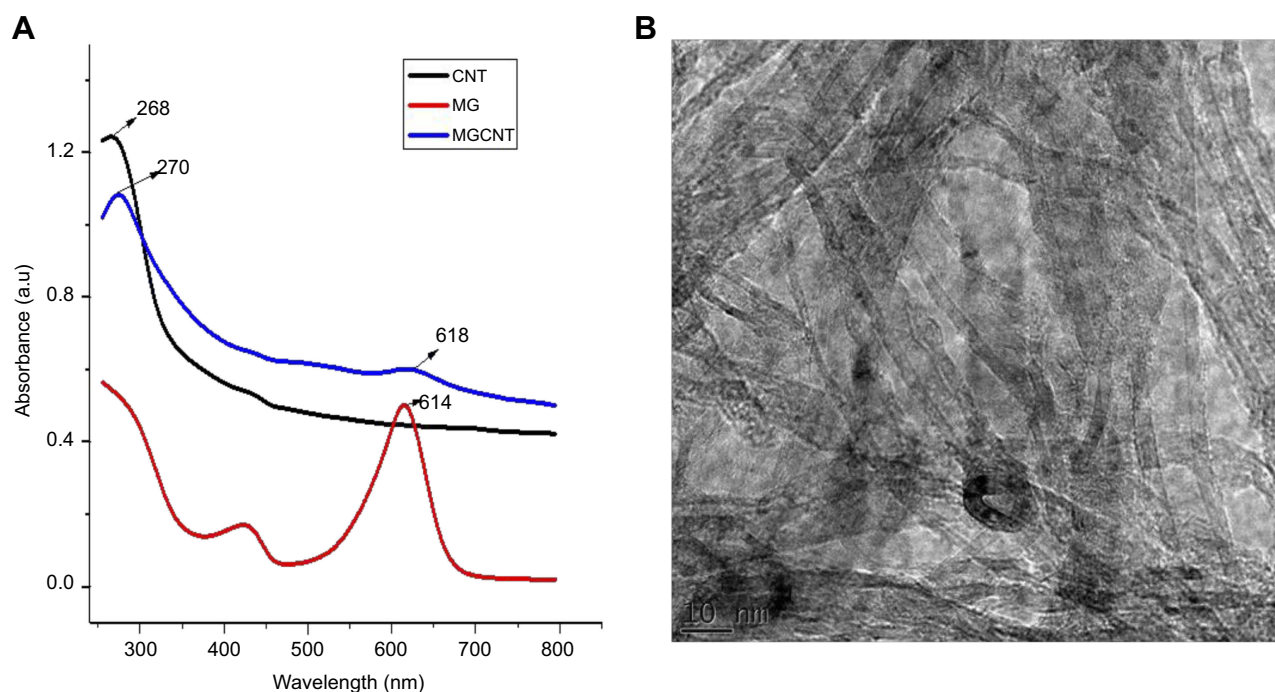 A
B
CNT
MG
MGCNT
268
270
618
614
1.2
0.8
0.4
0.0
Absorbance (a.u)
300 400 500 600 700 800
Wavelength (nm)
10 nm